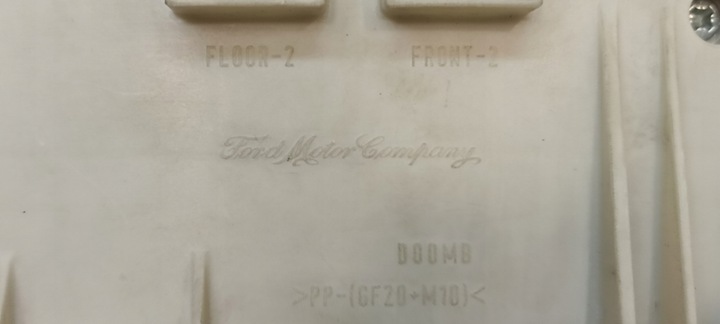 FLOOR-2 FRONT-2
Ford Motor Company
D00MB
>PP-(GF20+M10)<